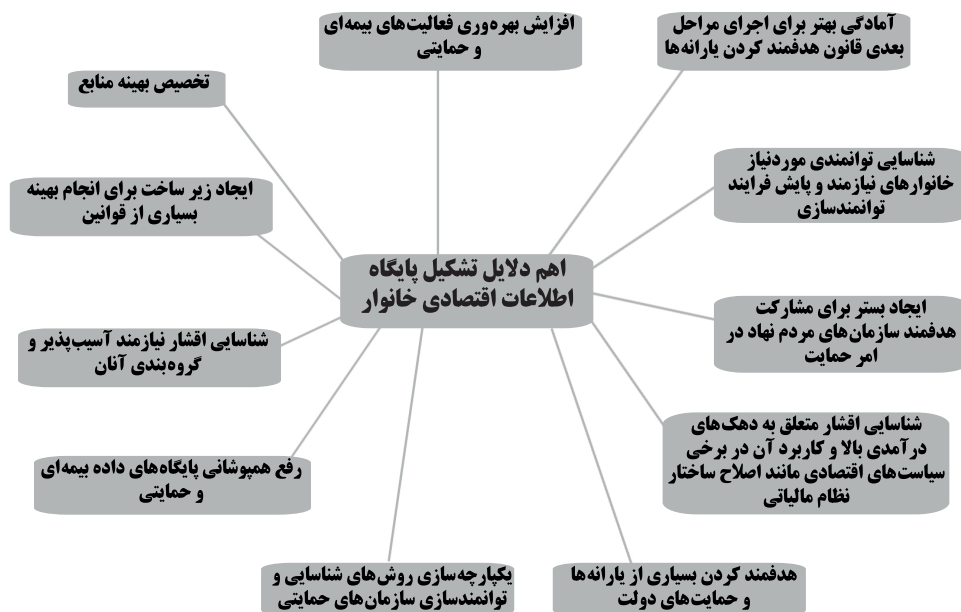 افزایش بهره‌وری فعالیت‌های بیمه‌ای
و حمایتی
آمادگی بهتر برای اجرای مراحل
بعدی قانون هدفمند کردن یارانه‌ها
تخصیص بهینه منابع
شناسایی توانمندی موردنیاز
خانوارهای نیازمند و پایش فرایند
توانمندسازی
ایجاد زیر ساخت برای انجام بهینه
بسیاری از قوانین
اهم دلایل تشکیل پایگاه
اطلاعات اقتصادی خانوار
ایجاد بستر برای مشارکت
هدفمند سازمان‌های مردم نهاد در
امر حمایت
شناسایی اقشار نیازمند آسیب‌پذیر و
گروه‌بندی آنان
شناسایی اقشار متعلق به دهک‌های
درآمدی بالا و کاربرد آن در برخی
سیاست‌های اقتصادی مانند اصلاح ساختار
نظام مالیاتی
رفع همپوشانی پایگاه‌های داده بیمه‌ای
و حمایتی
هدفمند کردن بسیاری از یارانه‌ها
و حمایت‌های دولت
یکپارچه‌سازی روش‌های شناسایی و
توانمندسازی سازمان‌های حمایتی